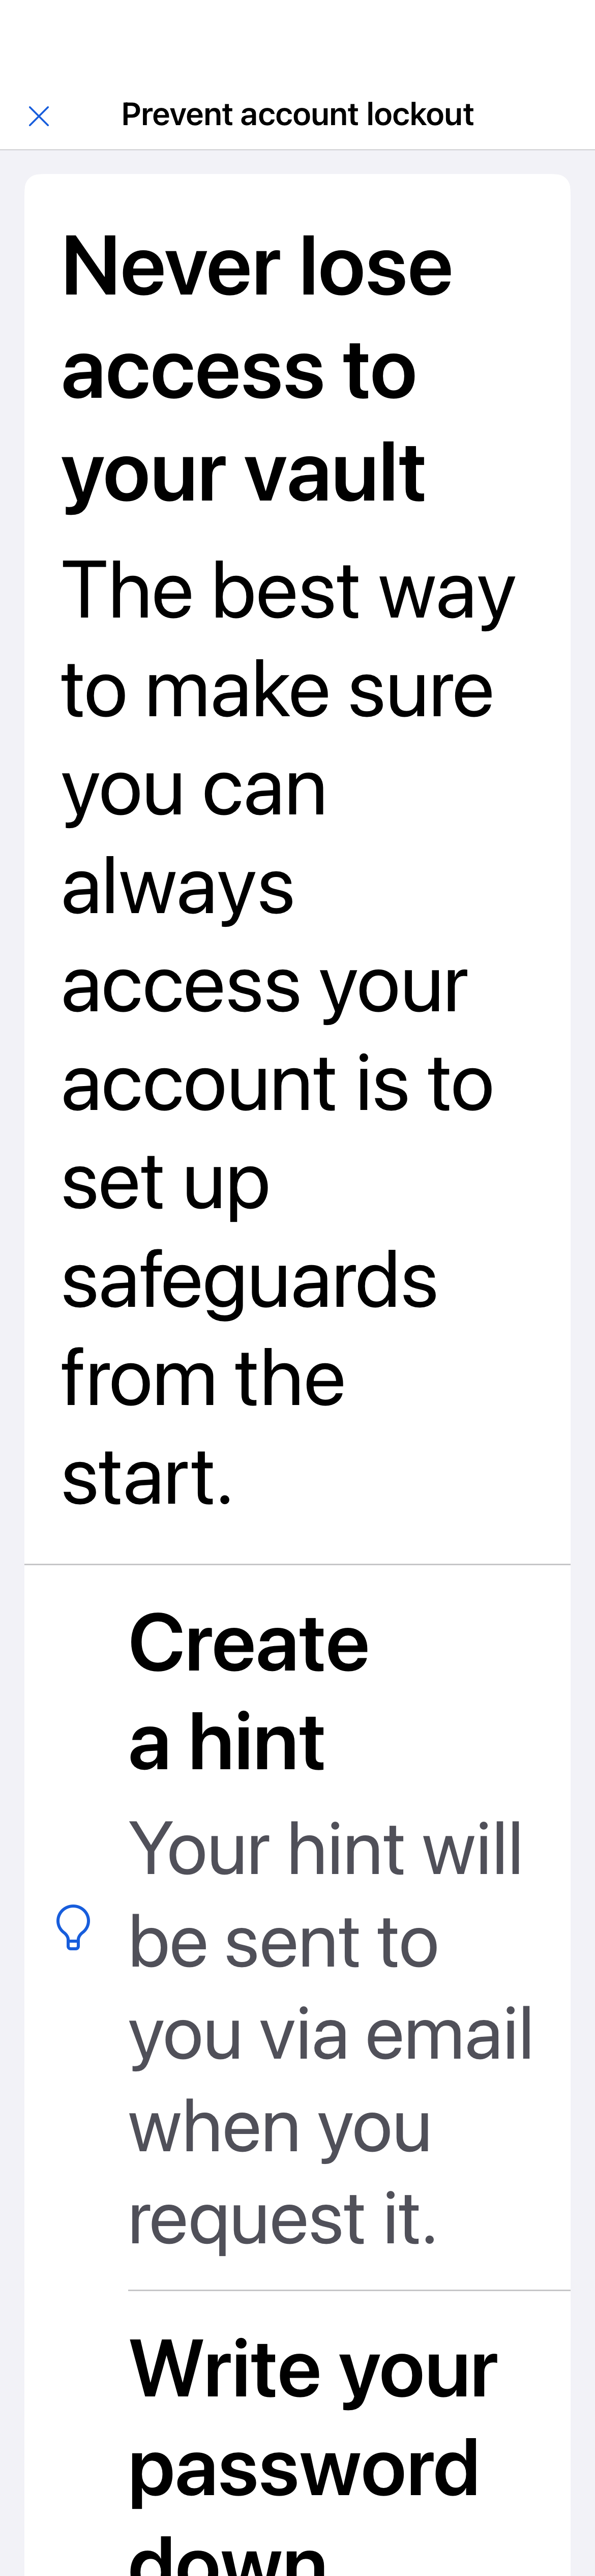 Prevent account lockout
Never lose
access to
your vault
The best way
to make sure
you can
always
access your
account is to
set up
safeguards
from the
start.
Create
a hint
Your hint will
be sent to
you via email
when you
request it.
Write your
password
down